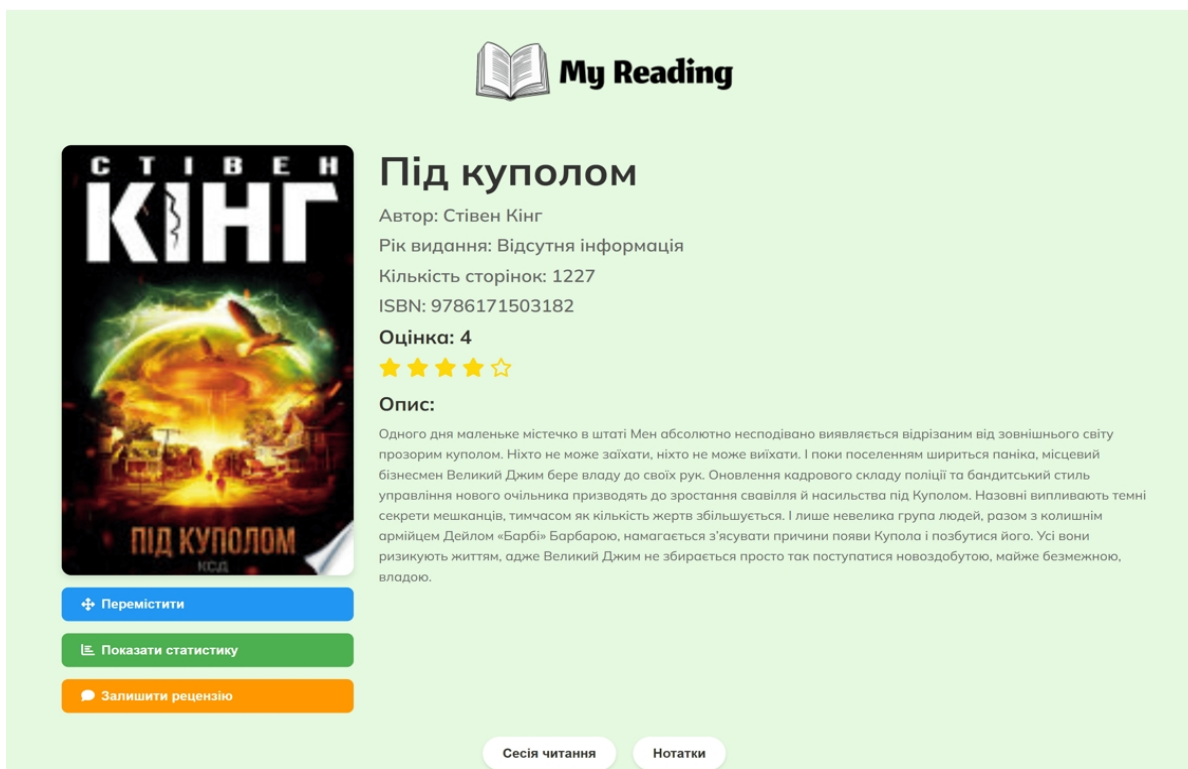 My Reading
СТІВЕН
КІНГ
ПІД КУПОЛОМ
КСД
Перемістити
Показати статистику
Залишити рецензію
Під куполом
Автор: Стівен Кінг
Рік видання: Відсутня інформація
Кількість сторінок: 1227
ISBN: 9786171503182
Оцінка: 4
Опис:
Одного дня маленьке містечко в штаті Мен абсолютно несподівано виявляється відрізаним від зовнішнього світу
прозорим куполом. Ніхто не може заїхати, ніхто не може виїхати. І поки поселенням шириться паніка, місцевий
бізнесмен Великий Джим бере владу до своїх рук. Оновлення кадрового складу поліції та бандитський стиль
управління нового очільника призводять до зростання свавілля й насильства під Куполом. Назовні випливають темні
секрети мешканців, тимчасом як кількість жертв збільшується. І лише невелика група людей, разом з колишнім
армійцем Дейлом «Барбі» Барбарою, намагається з’ясувати причини появи Купола і позбутися його. Усі вони
ризикують життям, адже Великий Джим не збирається просто так поступатися новоздобутою, майже безмежною,
владою.
Сесія читання
Нотатки